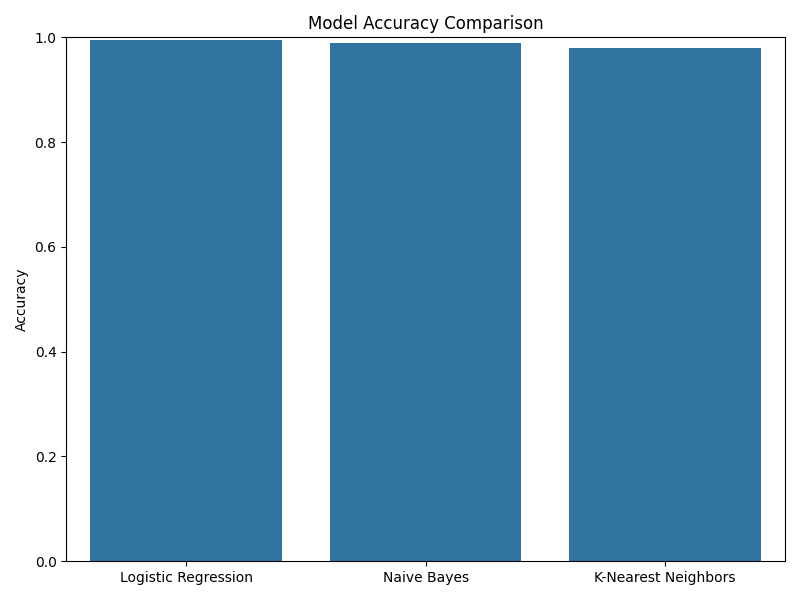 Model Accuracy Comparison
1.0
0.8
0.6
0.4
0.2
0.0
Accuracy
Logistic Regression
Naive Bayes
K-Nearest Neighbors